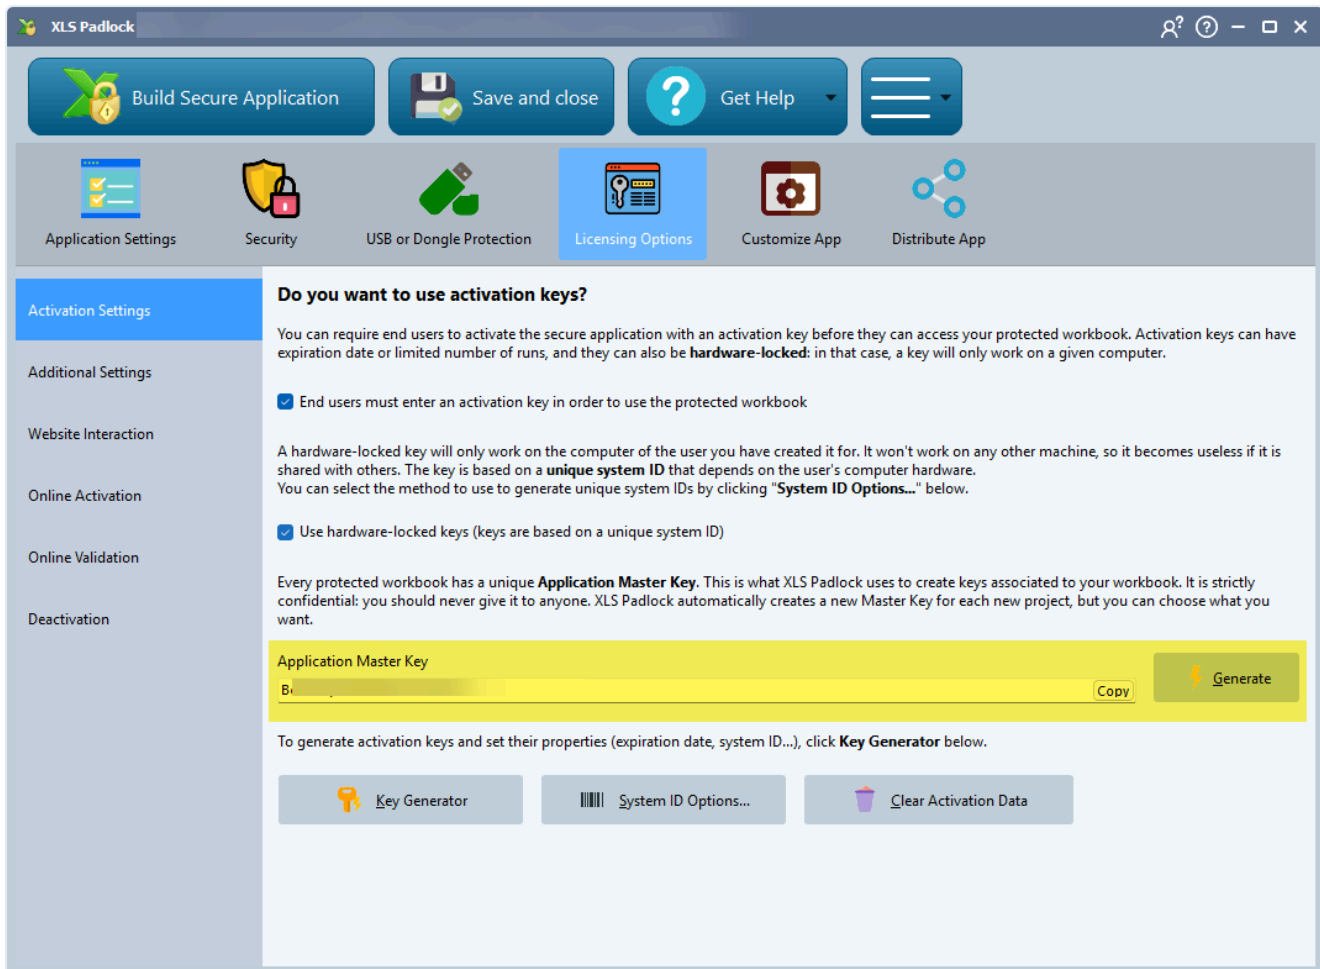 XLS Padlock
Build Secure Application
Save and close
Get Help
Application Settings
Security
USB or Dongle Protection
Licensing Options
Customize App
Distribute App
Activation Settings
Additional Settings
Website Interaction
Online Activation
Online Validation
Deactivation
Do you want to use activation keys?
You can require end users to activate the secure application with an activation key before they can access your protected workbook. Activation keys can have
expiration date or limited number of runs, and they can also be hardware-locked: in that case, a key will only work on a given computer.
End users must enter an activation key in order to use the protected workbook
A hardware-locked key will only work on the computer of the user you have created it for. It won't work on any other machine, so it becomes useless if it is
shared with others. The key is based on a unique system ID that depends on the user's computer hardware.
You can select the method to use to generate unique system IDs by clicking "System ID Options..." below.
Use hardware-locked keys (keys are based on a unique system ID)
Every protected workbook has a unique Application Master Key. This is what XLS Padlock uses to create keys associated to your workbook. It is strictly
confidential: you should never give it to anyone. XLS Padlock automatically creates a new Master Key for each new project, but you can choose what you
want.
Application Master Key
Copy
Generate
To generate activation keys and set their properties (expiration date, system ID...), click Key Generator below.
Key Generator
System ID Options...
Clear Activation Data